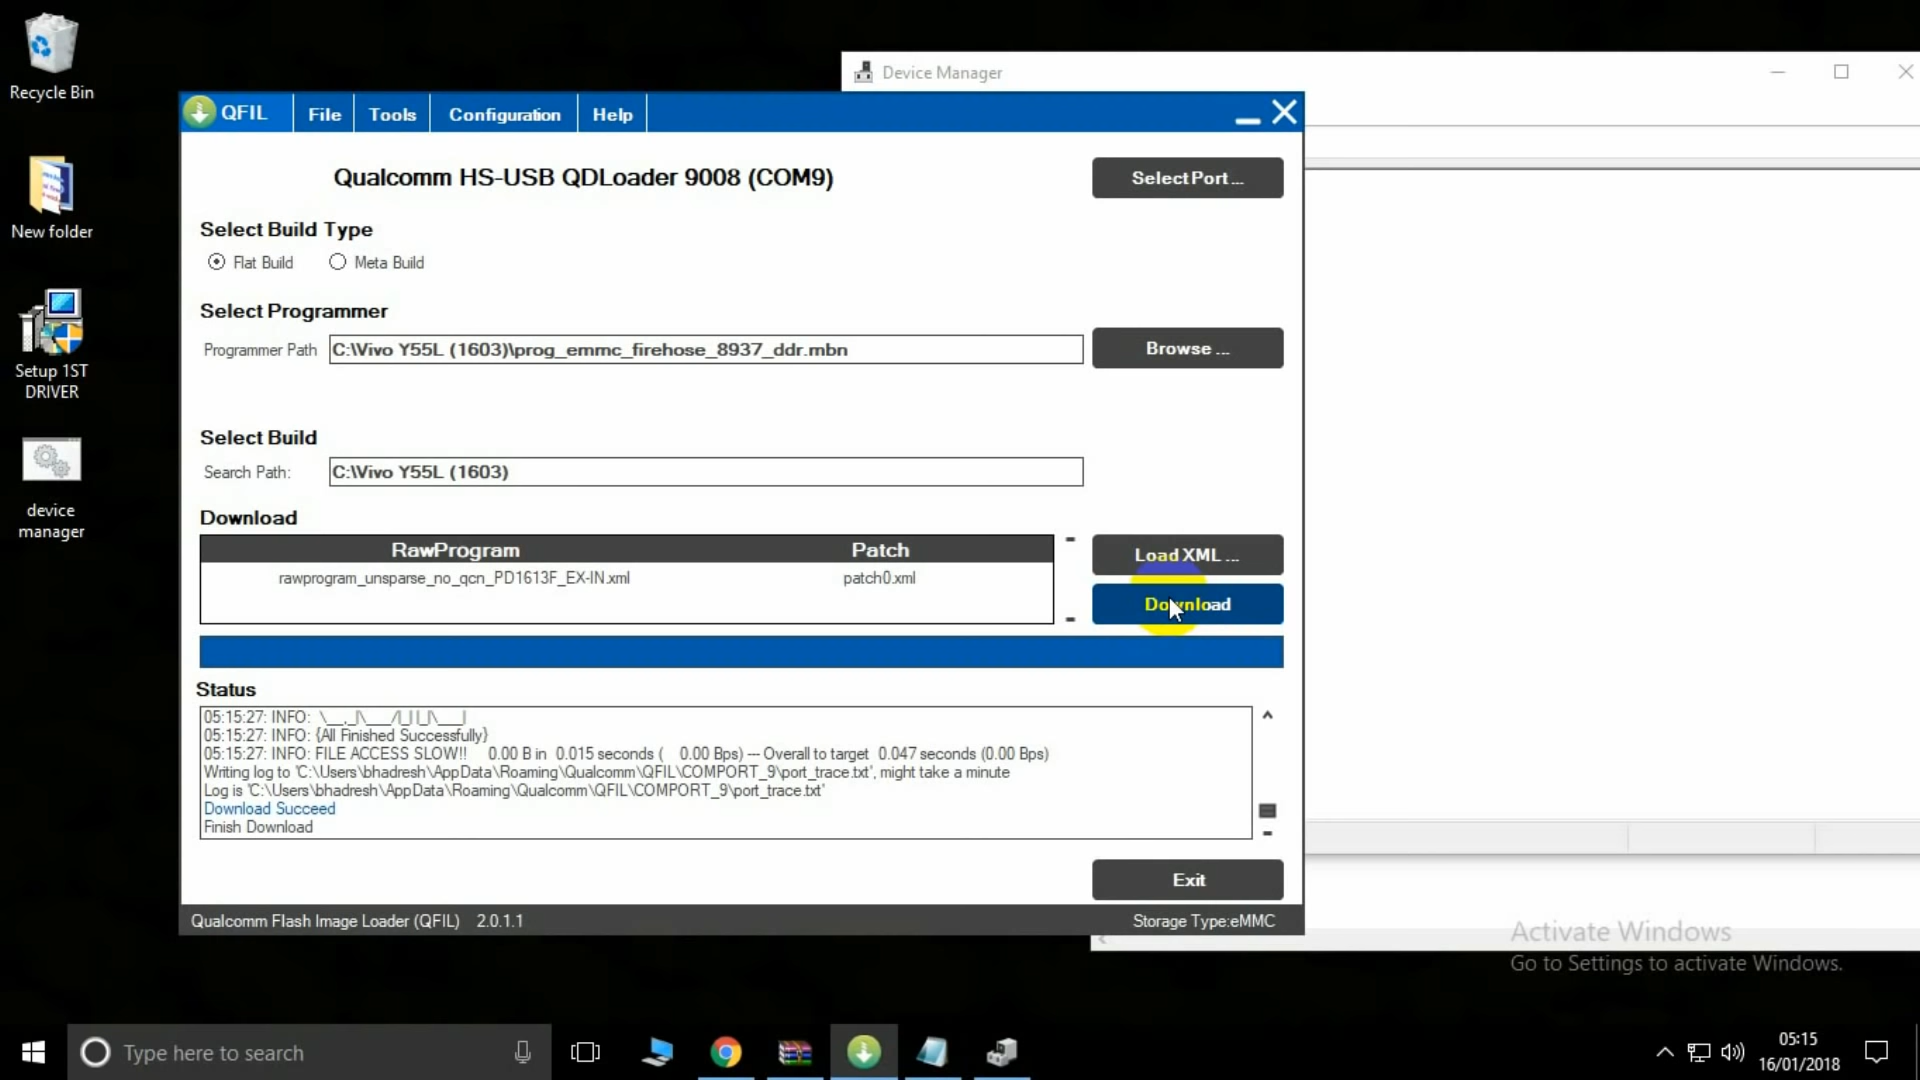 Recycle Bin
New folder
Setup 1ST
DRIVER
device
manager
Device Manager
QFIL
File
Tools
Configuration
Help
Qualcomm HS-USB QDLoader 9008 (COM9)
Select Port ...
Select Build Type
Flat Build
Meta Build
Select Programmer
Programmer Path
C:\Vivo Y55L (1603)\prog_emmc_firehose_8937_ddr.mbn
Browse ...
Select Build
Search Path:
C:\Vivo Y55L (1603)
Download
RawProgram
Patch
rawprogram_unsparse_no_qcn_PD1613F_EX-IN.xml
patch0.xml
Load XML ...
Download
Status
05:15:27: INFO: \__,_|\___/|_| |_|\___|
05:15:27: INFO: {All Finished Successfully}
05:15:27: INFO: FILE ACCESS SLOW!! 0.00 B in 0.015 seconds ( 0.00 Bps) --- Overall to target 0.047 seconds (0.00 Bps)
Writing log to 'C:\Users\bhadresh\AppData\Roaming\Qualcomm\QFIL\COMPORT_9\port_trace.txt', might take a minute
Log is 'C:\Users\bhadresh\AppData\Roaming\Qualcomm\QFIL\COMPORT_9\port_trace.txt'
Download Succeed
Finish Download
Exit
Qualcomm Flash Image Loader (QFIL) 2.0.1.1
Storage Type:eMMC
Activate Windows
Go to Settings to activate Windows.
Type here to search
05:15
16/01/2018